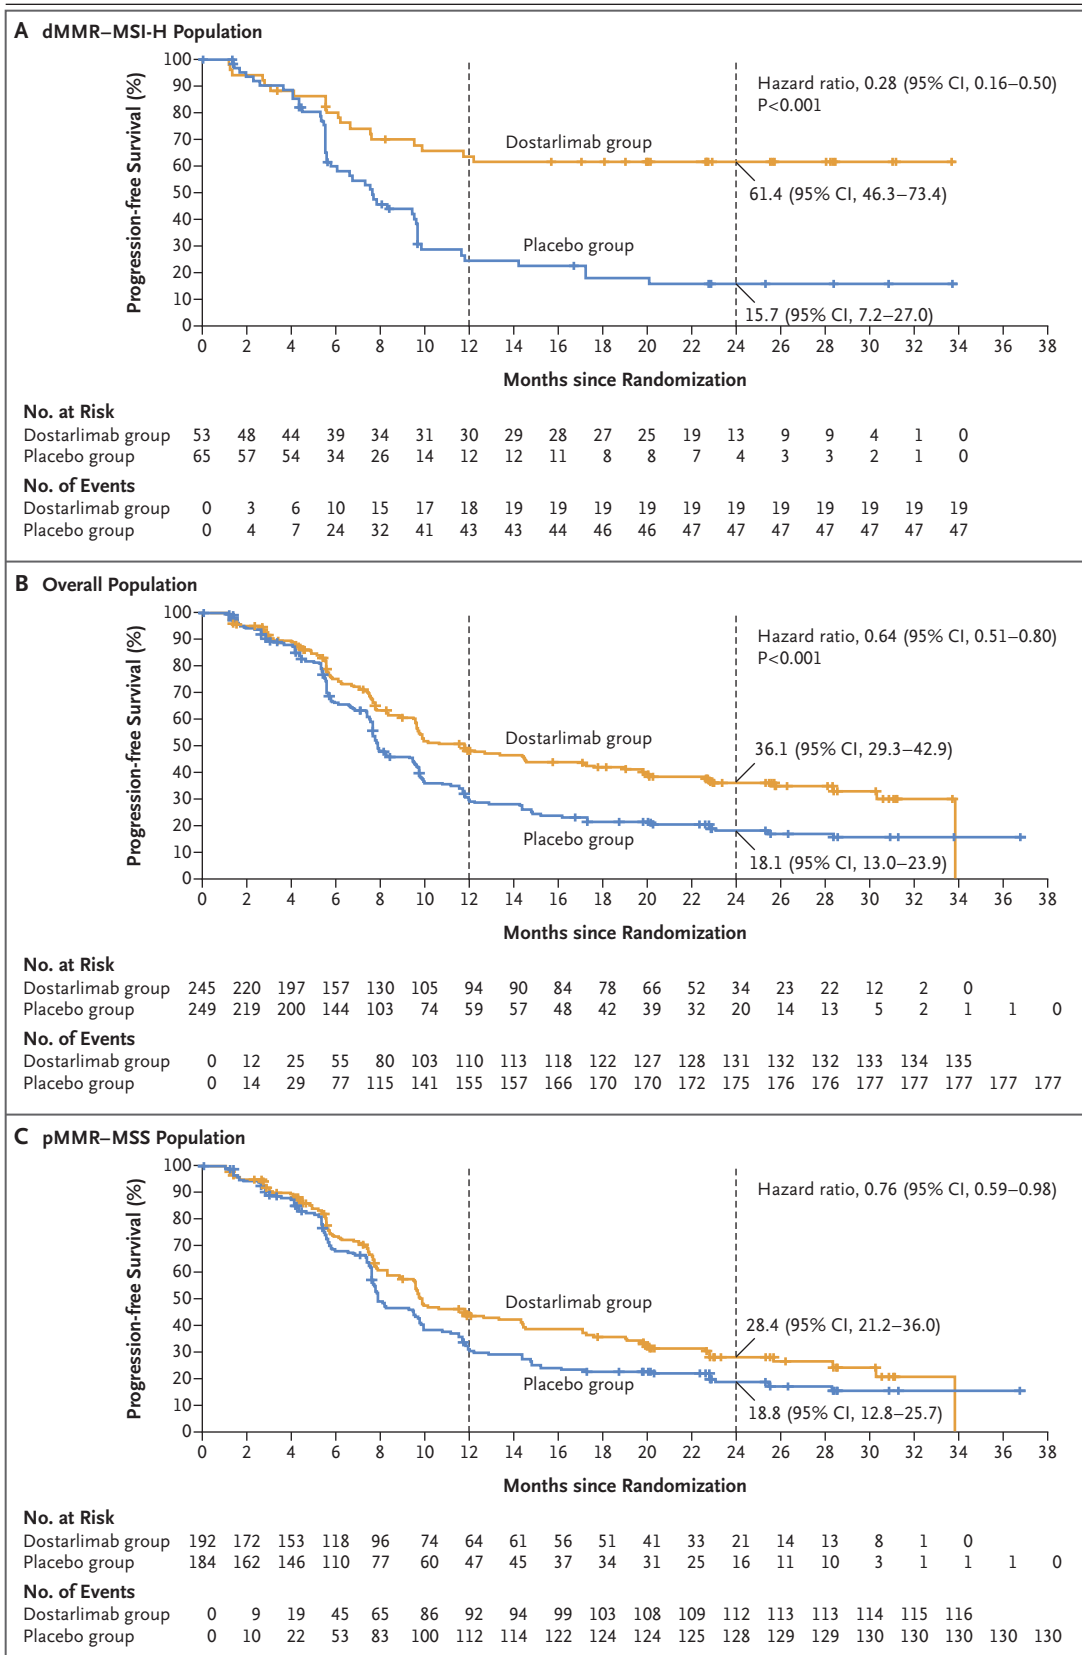 A dMMR–MSI-H Population
Progression-free Survival (%)
100
90
80
70
60
50
40
30
20
10
0
Hazard ratio, 0.28 (95% CI, 0.16–0.50)
P<0.001
Dostarlimab group
61.4 (95% CI, 46.3–73.4)
Placebo group
15.7 (95% CI, 7.2–27.0)
0 2 4 6 8 10 12 14 16 18 20 22 24 26 28 30 32 34 36 38
Months since Randomization
No. at Risk
Dostarlimab group 53 48 44 39 34 31 30 29 28 27 25 19 13 9 9 4 1 0
Placebo group 65 57 54 34 26 14 12 12 11 8 8 7 4 3 3 2 1 0
No. of Events
Dostarlimab group 0 3 6 10 15 17 18 19 19 19 19 19 19 19 19 19 19 19
Placebo group 0 4 7 24 32 41 43 43 44 46 46 47 47 47 47 47 47 47
B Overall Population
Progression-free Survival (%)
100
90
80
70
60
50
40
30
20
10
0
Hazard ratio, 0.64 (95% CI, 0.51–0.80)
P<0.001
Dostarlimab group
36.1 (95% CI, 29.3–42.9)
Placebo group
18.1 (95% CI, 13.0–23.9)
0 2 4 6 8 10 12 14 16 18 20 22 24 26 28 30 32 34 36 38
Months since Randomization
No. at Risk
Dostarlimab group 245 220 197 157 130 105 94 90 84 78 66 52 34 23 22 12 2 0
Placebo group 249 219 200 144 103 74 59 57 48 42 39 32 20 14 13 5 2 1 1 0
No. of Events
Dostarlimab group 0 12 25 55 80 103 110 113 118 122 127 128 131 132 132 133 134 135
Placebo group 0 14 29 77 115 141 155 157 166 170 170 172 175 176 176 177 177 177 177 177
C pMMR–MSS Population
Progression-free Survival (%)
100
90
80
70
60
50
40
30
20
10
0
Hazard ratio, 0.76 (95% CI, 0.59–0.98)
Dostarlimab group
28.4 (95% CI, 21.2–36.0)
Placebo group
18.8 (95% CI, 12.8–25.7)
0 2 4 6 8 10 12 14 16 18 20 22 24 26 28 30 32 34 36 38
Months since Randomization
No. at Risk
Dostarlimab group 192 172 153 118 96 74 64 61 56 51 41 33 21 14 13 8 1 0
Placebo group 184 162 146 110 77 60 47 45 37 34 31 25 16 11 10 3 1 1 1 0
No. of Events
Dostarlimab group 0 9 19 45 65 86 92 94 99 103 108 109 112 113 113 114 115 116
Placebo group 0 10 22 53 83 100 112 114 122 124 124 125 128 129 129 130 130 130 130 130